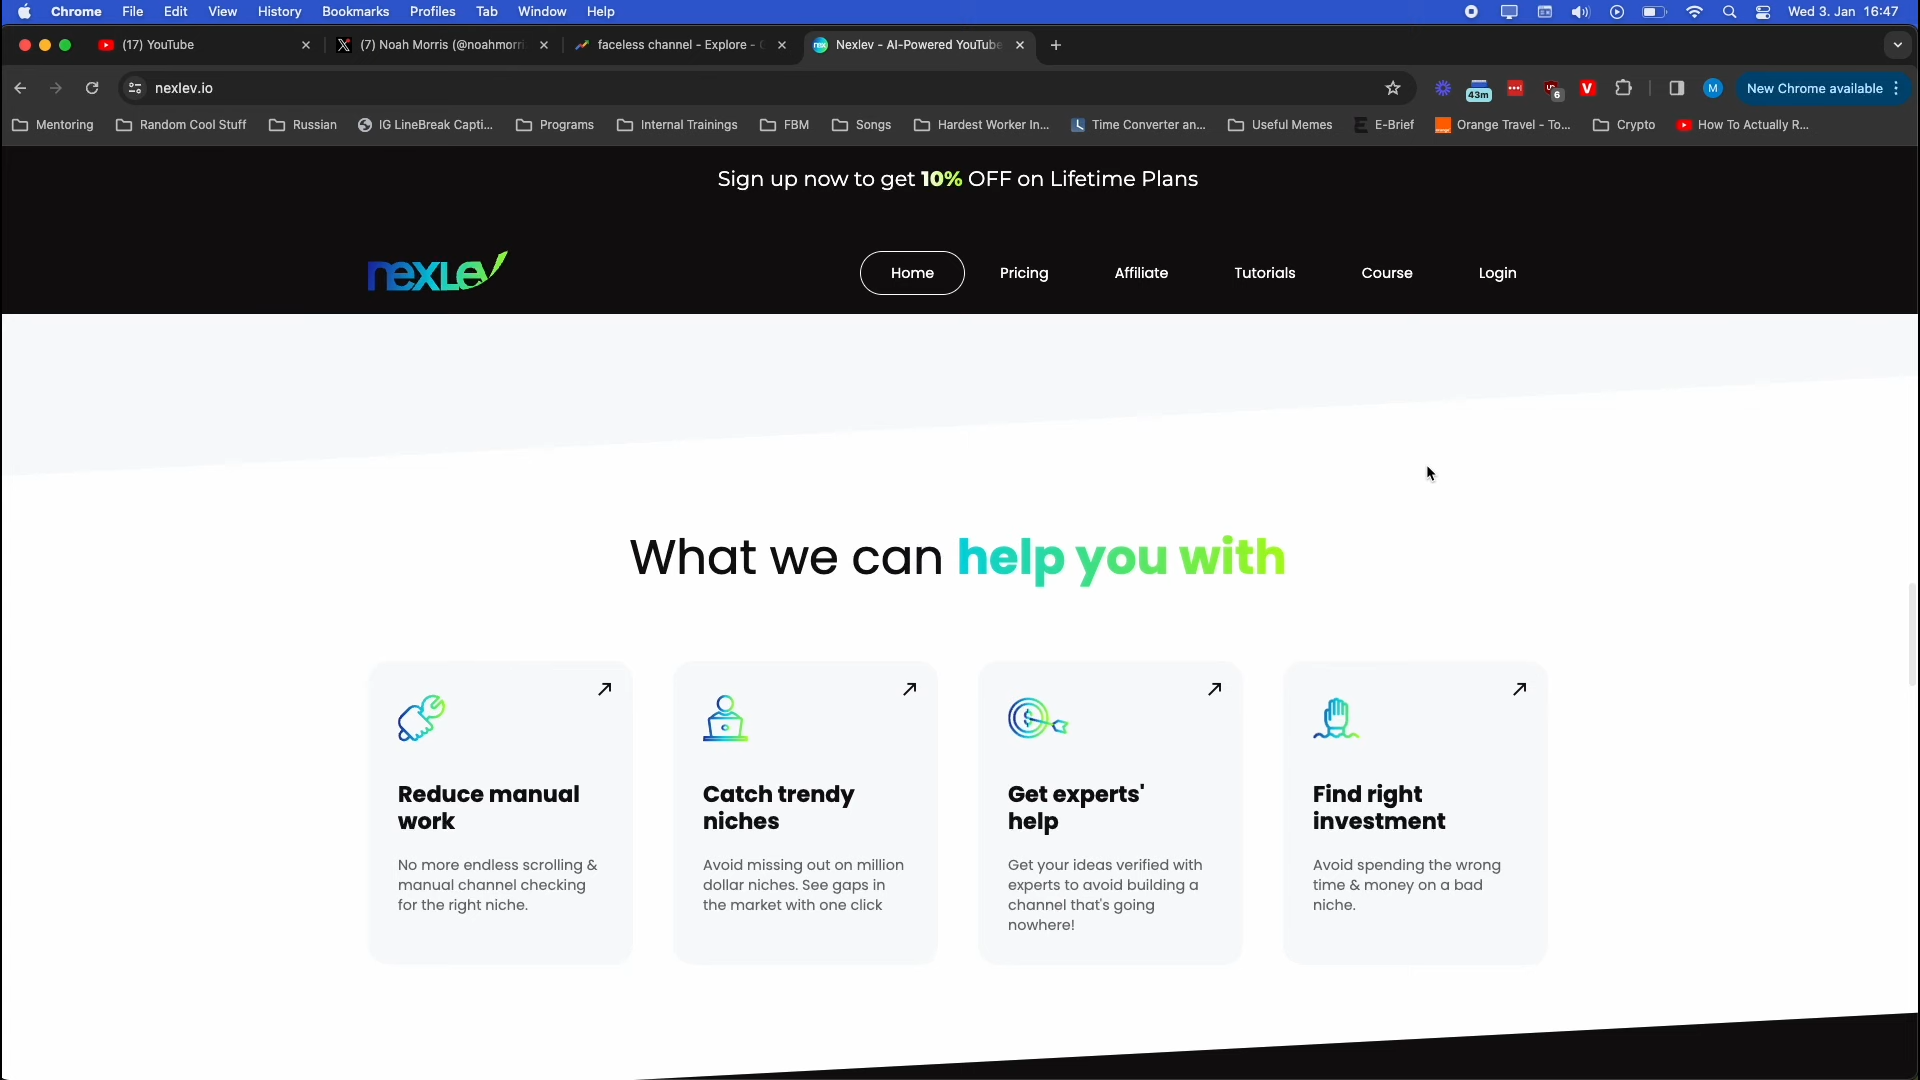 Chrome File Edit View History Bookmarks Profiles Tab Window Help Wed 3. Jan 16:47
(17) YouTube (7) Noah Morris (@noahmorri faceless channel - Explore - G Nexlev - AI-Powered YouTube
nexlev.io 43m 6 M New Chrome available
Mentoring Random Cool Stuff Russian IG LineBreak Capti... Programs Internal Trainings FBM Songs Hardest Worker In... Time Converter an... Useful Memes E-Brief Orange Travel - To... Crypto How To Actually R...
Sign up now to get 10% OFF on Lifetime Plans
nexlev Home Pricing Affiliate Tutorials Course Login
What we can help you with
Reduce manual
work
No more endless scrolling &
manual channel checking
for the right niche.
Catch trendy
niches
Avoid missing out on million
dollar niches. See gaps in
the market with one click
Get experts'
help
Get your ideas verified with
experts to avoid building a
channel that's going
nowhere!
Find right
investment
Avoid spending the wrong
time & money on a bad
niche.